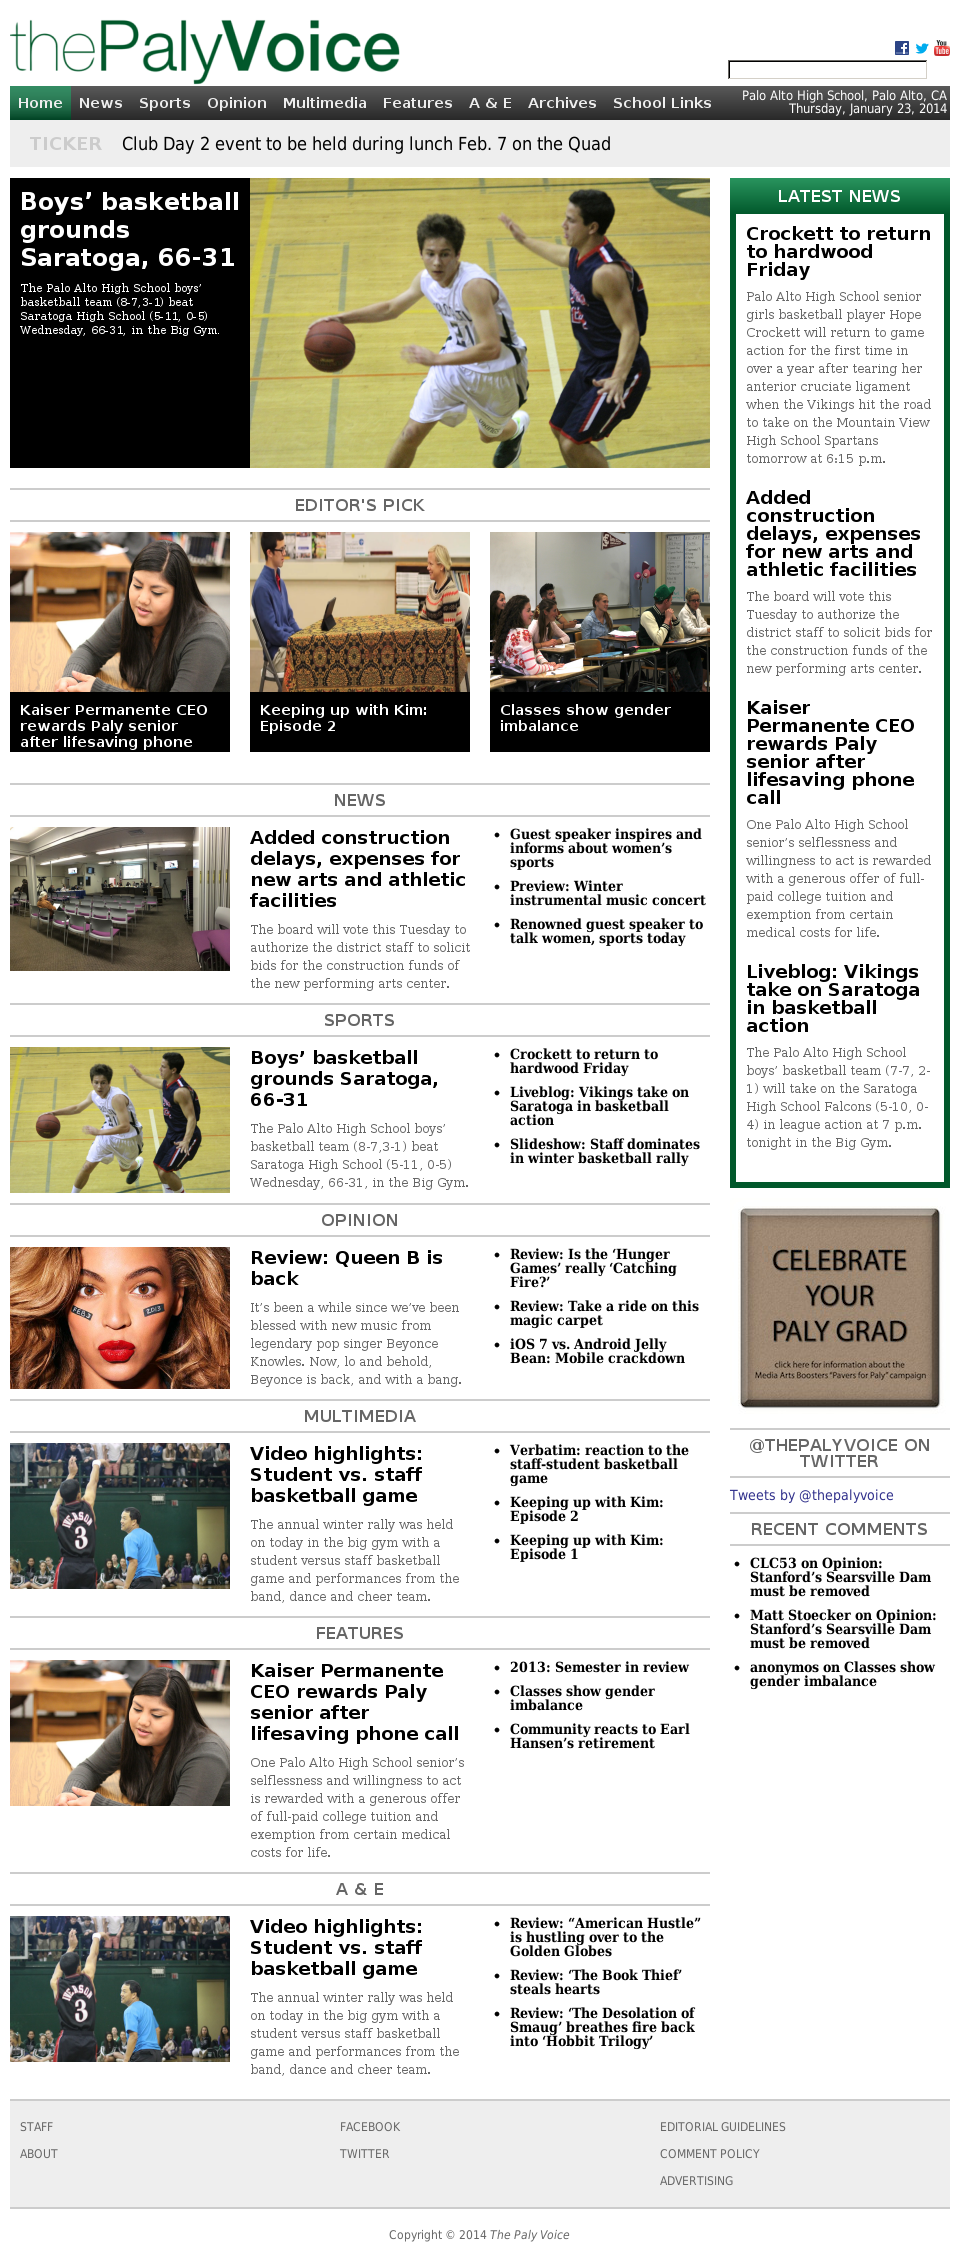 thePalyVoice
Home News Sports Opinion Multimedia Features A & E Archives School Links
Palo Alto High School, Palo Alto, CA
Thursday, January 23, 2014
TICKER Club Day 2 event to be held during lunch Feb. 7 on the Quad
Boys’ basketball
grounds
Saratoga, 66-31
The Palo Alto High School boys’
basketball team (8-7,3-1) beat
Saratoga High School (5-11, 0-5)
Wednesday, 66-31, in the Big Gym.
EDITOR'S PICK
Kaiser Permanente CEO
rewards Paly senior
after lifesaving phone
Keeping up with Kim:
Episode 2
Classes show gender
imbalance
NEWS
Added construction
delays, expenses for
new arts and athletic
facilities
The board will vote this Tuesday to
authorize the district staff to solicit
bids for the construction funds of
the new performing arts center.
Guest speaker inspires and
informs about women’s
sports
Preview: Winter
instrumental music concert
Renowned guest speaker to
talk women, sports today
SPORTS
Boys’ basketball
grounds Saratoga,
66-31
The Palo Alto High School boys’
basketball team (8-7,3-1) beat
Saratoga High School (5-11, 0-5)
Wednesday, 66-31, in the Big Gym.
Crockett to return to
hardwood Friday
Liveblog: Vikings take on
Saratoga in basketball
action
Slideshow: Staff dominates
in winter basketball rally
OPINION
FEB.3
2013
Review: Queen B is
back
It’s been a while since we’ve been
blessed with new music from
legendary pop singer Beyonce
Knowles. Now, lo and behold,
Beyonce is back, and with a bang.
Review: Is the ‘Hunger
Games’ really ‘Catching
Fire?’
Review: Take a ride on this
magic carpet
iOS 7 vs. Android Jelly
Bean: Mobile crackdown
MULTIMEDIA
3
Video highlights:
Student vs. staff
basketball game
The annual winter rally was held
on today in the big gym with a
student versus staff basketball
game and performances from the
band, dance and cheer team.
Verbatim: reaction to the
staff-student basketball
game
Keeping up with Kim:
Episode 2
Keeping up with Kim:
Episode 1
FEATURES
Kaiser Permanente
CEO rewards Paly
senior after
lifesaving phone call
One Palo Alto High School senior’s
selflessness and willingness to act
is rewarded with a generous offer
of full-paid college tuition and
exemption from certain medical
costs for life.
2013: Semester in review
Classes show gender
imbalance
Community reacts to Earl
Hansen’s retirement
A & E
3
Video highlights:
Student vs. staff
basketball game
The annual winter rally was held
on today in the big gym with a
student versus staff basketball
game and performances from the
band, dance and cheer team.
Review: “American Hustle”
is hustling over to the
Golden Globes
Review: ‘The Book Thief’
steals hearts
Review: ‘The Desolation of
Smaug’ breathes fire back
into ‘Hobbit Trilogy’
LATEST NEWS
Crockett to return
to hardwood
Friday
Palo Alto High School senior
girls basketball player Hope
Crockett will return to game
action for the first time in
over a year after tearing her
anterior cruciate ligament
when the Vikings hit the road
to take on the Mountain View
High School Spartans
tomorrow at 6:15 p.m.
Added
construction
delays, expenses
for new arts and
athletic facilities
The board will vote this
Tuesday to authorize the
district staff to solicit bids for
the construction funds of the
new performing arts center.
Kaiser
Permanente CEO
rewards Paly
senior after
lifesaving phone
call
One Palo Alto High School
senior’s selflessness and
willingness to act is rewarded
with a generous offer of full-
paid college tuition and
exemption from certain
medical costs for life.
Liveblog: Vikings
take on Saratoga
in basketball
action
The Palo Alto High School
boys’ basketball team (7-7, 2-
1) will take on the Saratoga
High School Falcons (5-10, 0-
4) in league action at 7 p.m.
tonight in the Big Gym.
CELEBRATE
YOUR
PALY GRAD
click here for information about the
Media Arts Boosters "Pavers for Paly" campaign
@THEPALYVOICE ON
TWITTER
Tweets by @thepalyvoice
RECENT COMMENTS
CLC53 on Opinion:
Stanford’s Searsville Dam
must be removed
Matt Stoecker on Opinion:
Stanford’s Searsville Dam
must be removed
anonymos on Classes show
gender imbalance
STAFF
ABOUT
FACEBOOK
TWITTER
EDITORIAL GUIDELINES
COMMENT POLICY
ADVERTISING
Copyright © 2014 The Paly Voice